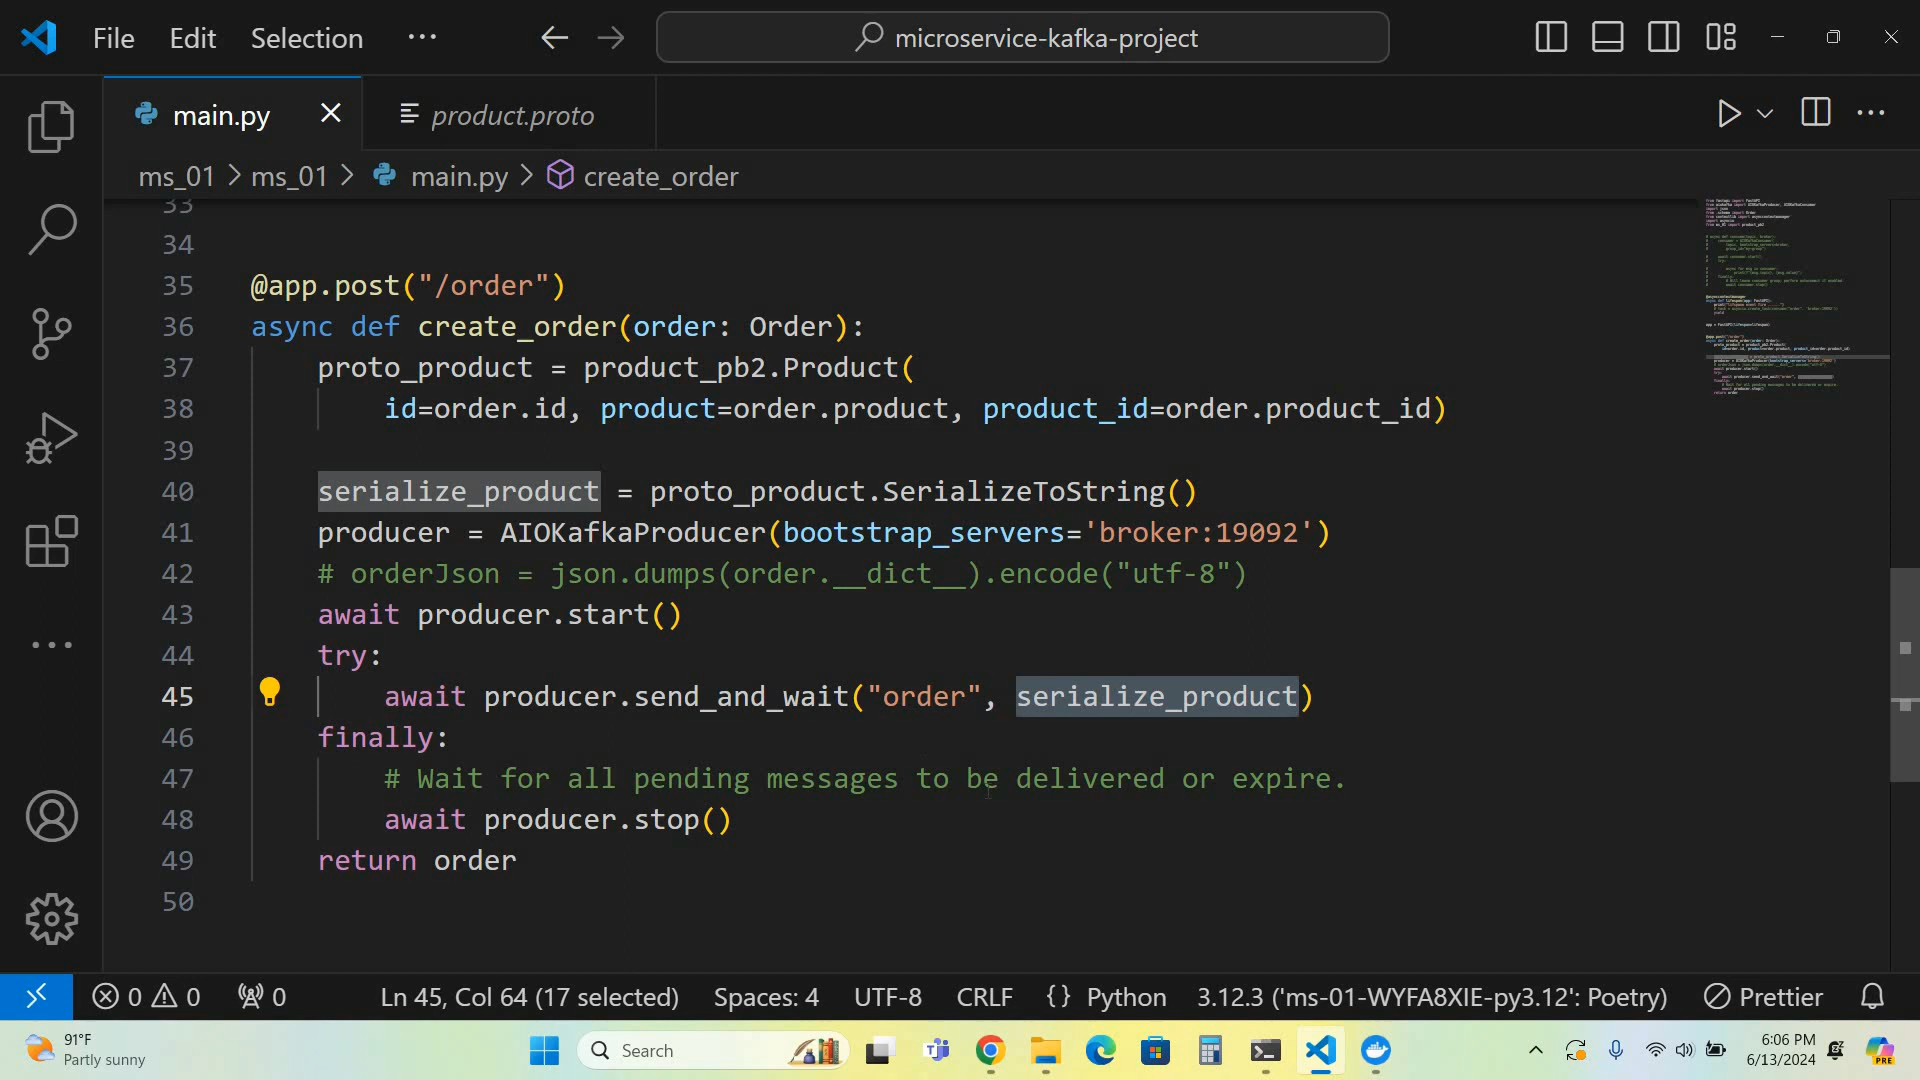 File Edit Selection ··· microservice-kafka-project
main.py product.proto
ms_01 > ms_01 > main.py > create_order
33
34
35 @app.post("/order")
36 async def create_order(order: Order):
37 proto_product = product_pb2.Product(
38 id=order.id, product=order.product, product_id=order.product_id)
39
40 serialize_product = proto_product.SerializeToString()
41 producer = AIOKafkaProducer(bootstrap_servers='broker:19092')
42 # orderJson = json.dumps(order.__dict__).encode("utf-8")
43 await producer.start()
44 try:
45 await producer.send_and_wait("order", serialize_product)
46 finally:
47 # Wait for all pending messages to be delivered or expire.
48 await producer.stop()
49 return order
50
0 0 0 Ln 45, Col 64 (17 selected) Spaces: 4 UTF-8 CRLF {} Python 3.12.3 ('ms-01-WYFA8XIE-py3.12': Poetry) Prettier
91°F
Partly sunny
Search
6:06 PM
6/13/2024
PRE